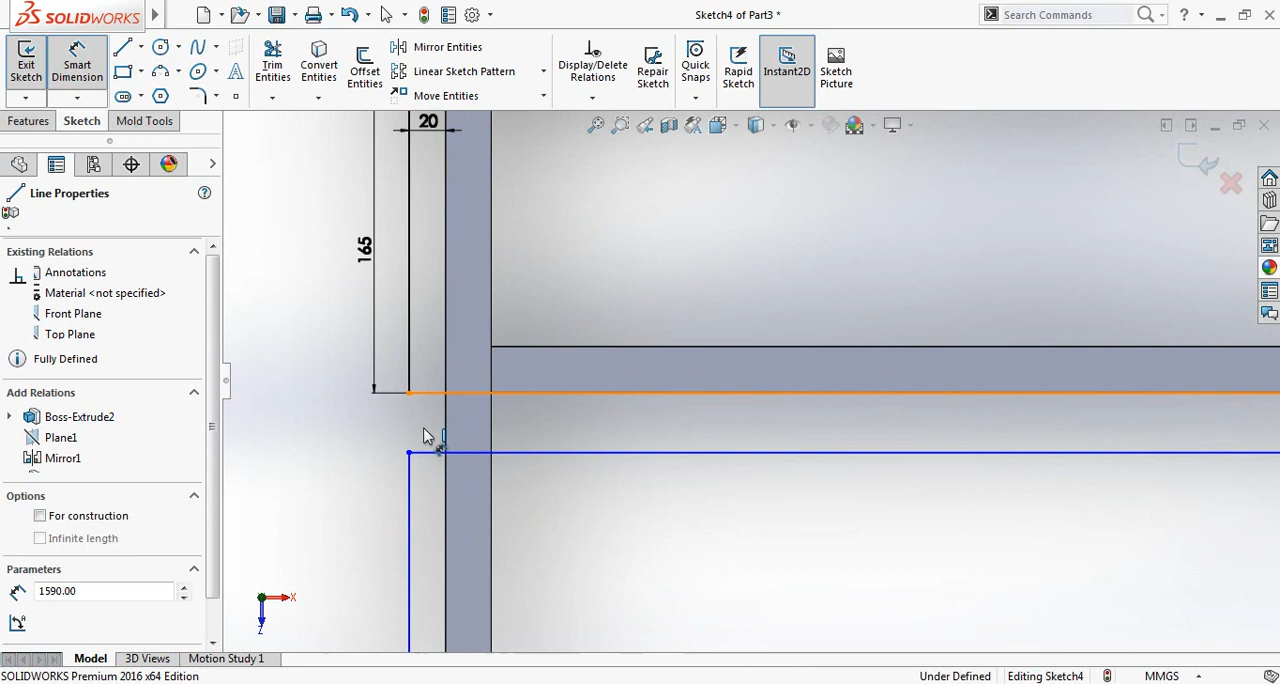 SOLIDWORKS
Sketch4 of Part3 *
Search Commands
?
Exit Sketch
Smart Dimension
Trim Entities
Convert Entities
Offset Entities
Mirror Entities
Linear Sketch Pattern
Move Entities
Display/Delete Relations
Repair Sketch
Quick Snaps
Rapid Sketch
Instant2D
Sketch Picture
Features
Sketch
Mold Tools
20
165
Line Properties
?
Existing Relations
Annotations
Material <not specified>
Front Plane
Top Plane
Fully Defined
Add Relations
Boss-Extrude2
Plane1
Mirror1
Options
For construction
Infinite length
Parameters
1590.00
X
Z
Model
3D Views
Motion Study 1
SOLIDWORKS Premium 2016 x64 Edition
Under Defined
Editing Sketch4
MMGS